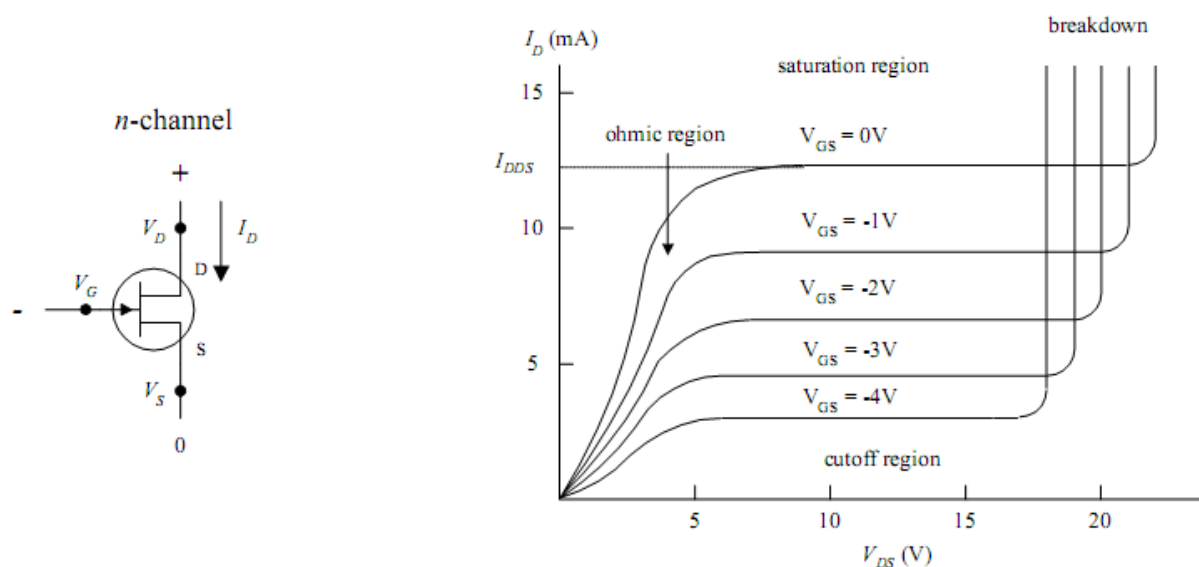 n-channel
+
V_D
I_D
D
V_G
-
S
V_S
0
I_D (mA)
breakdown
saturation region
15
ohmic region
V_GS = 0V
I_DDS
10
V_GS = -1V
V_GS = -2V
V_GS = -3V
5
V_GS = -4V
cutoff region
5 10 15 20
V_DS (V)